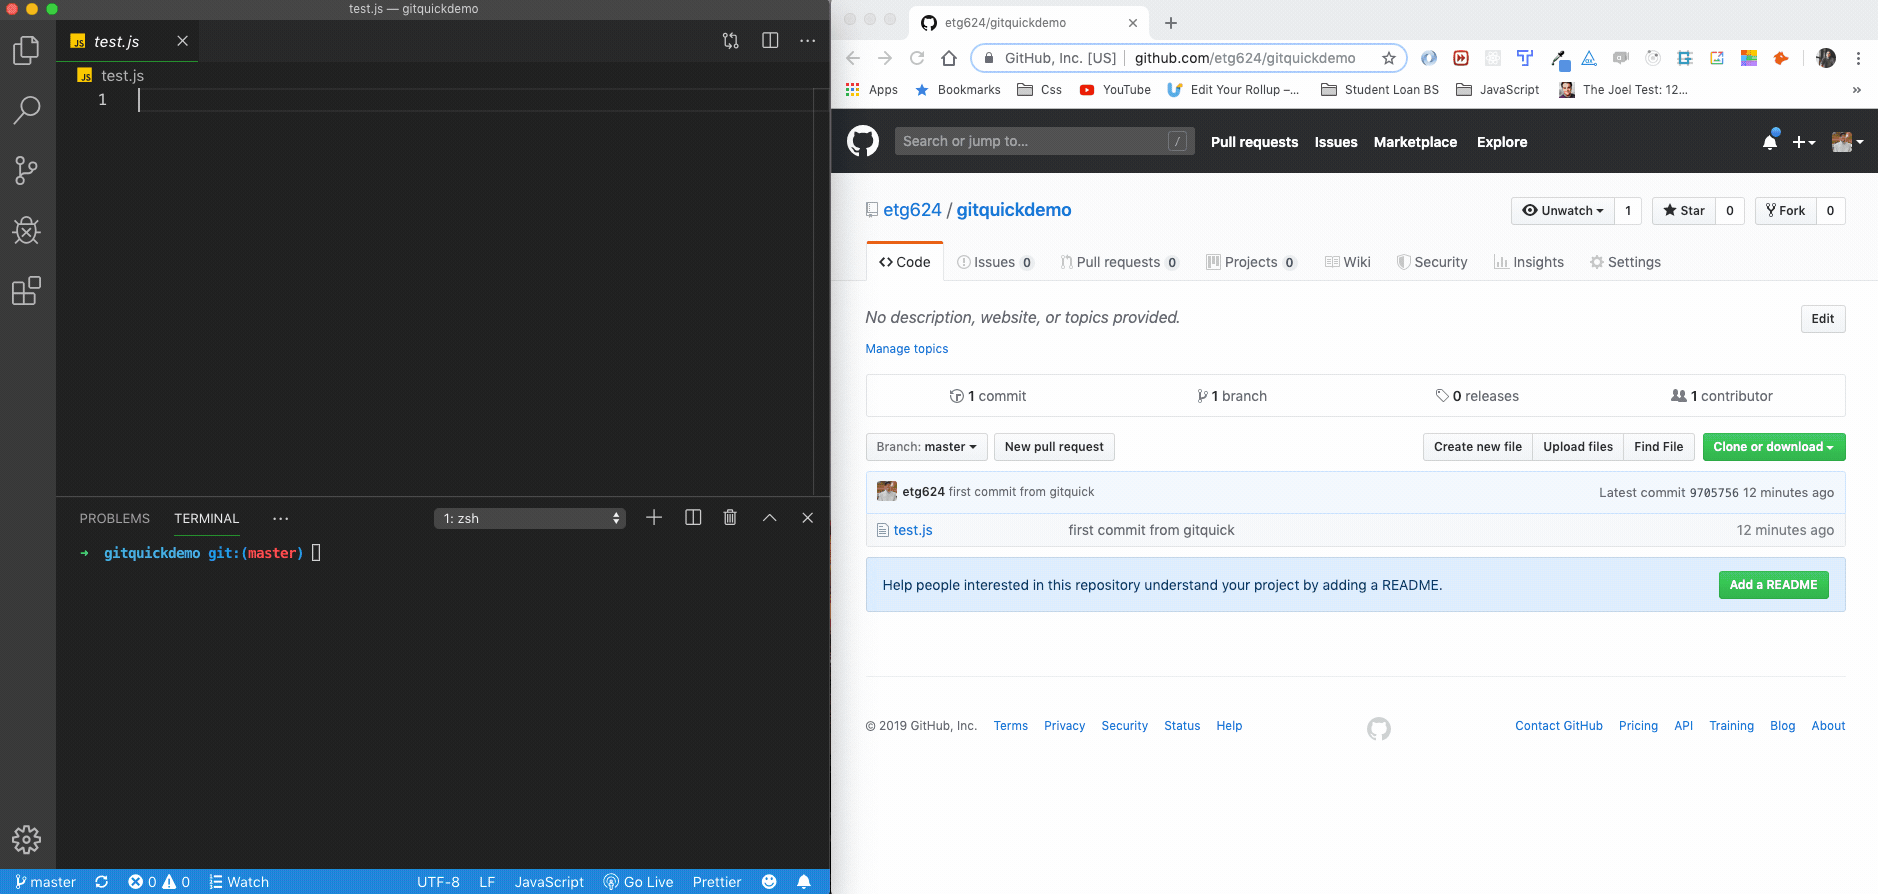 test.js — gitquickdemo
JS test.js
JS test.js
1
PROBLEMS TERMINAL ··· 1: zsh
→ gitquickdemo git:(master)
master 0 0 Watch UTF-8 LF JavaScript Go Live Prettier
etg624/gitquickdemo
GitHub, Inc. [US] github.com/etg624/gitquickdemo
Apps Bookmarks Css YouTube Edit Your Rollup –... Student Loan BS JavaScript The Joel Test: 12... »
Search or jump to... / Pull requests Issues Marketplace Explore
etg624 / gitquickdemo Unwatch 1 Star 0 Fork 0
Code Issues 0 Pull requests 0 Projects 0 Wiki Security Insights Settings
No description, website, or topics provided. Edit
Manage topics
1 commit 1 branch 0 releases 1 contributor
Branch: master New pull request Create new file Upload files Find File Clone or download
etg624 first commit from gitquick Latest commit 9705756 12 minutes ago
test.js first commit from gitquick 12 minutes ago
Help people interested in this repository understand your project by adding a README. Add a README
© 2019 GitHub, Inc. Terms Privacy Security Status Help Contact GitHub Pricing API Training Blog About